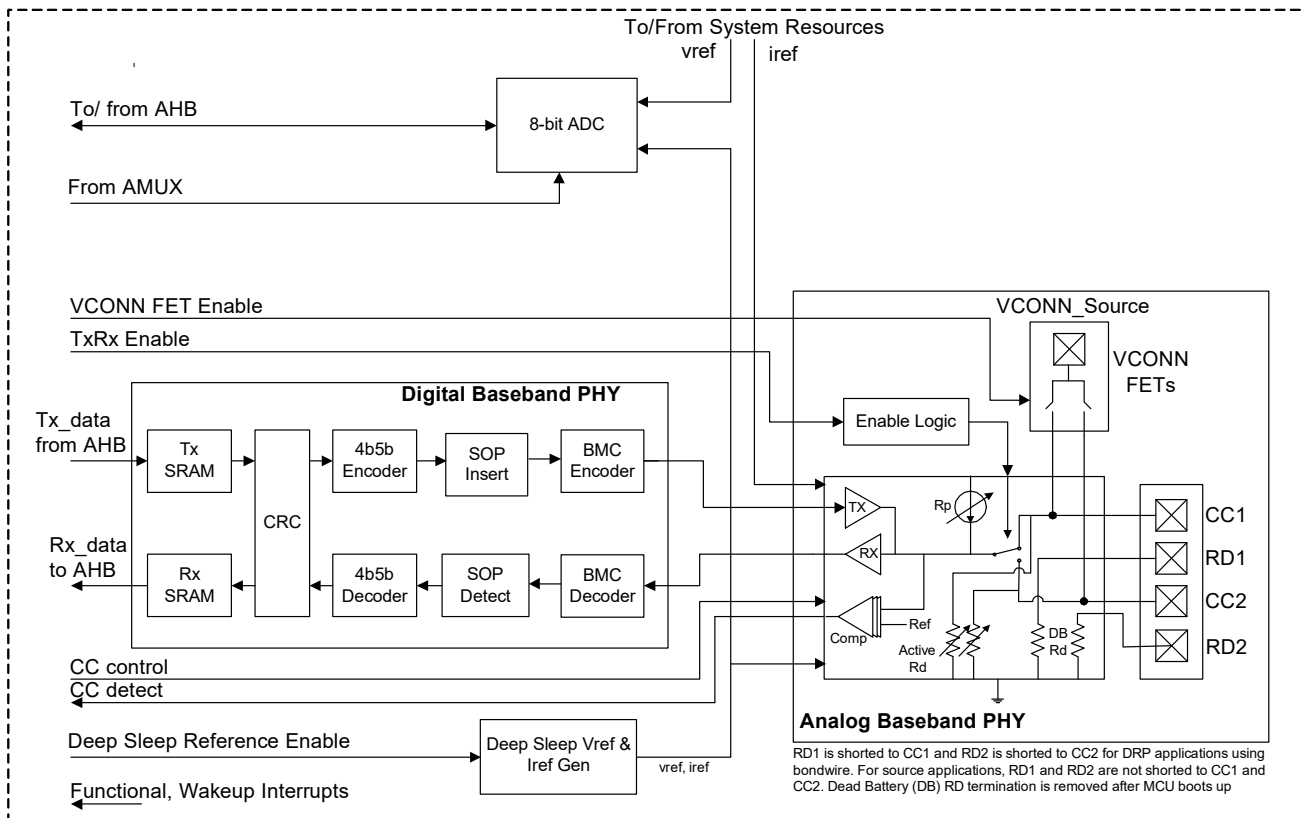 To/From System Resources
vref
iref
To/ from AHB
8-bit ADC
From AMUX
VCONN FET Enable
VCONN_Source
TxRx Enable
VCONN
FETs
Digital Baseband PHY
Enable Logic
Tx_data
from AHB
Tx
SRAM
CRC
4b5b
Encoder
SOP
Insert
BMC
Encoder
TX
Rp
CC1
RX
RD1
Rx_data
to AHB
Rx
SRAM
4b5b
Decoder
SOP
Detect
BMC
Decoder
CC2
Ref
Comp
Active
Rd
DB
Rd
RD2
CC control
CC detect
Analog Baseband PHY
Deep Sleep Reference Enable
Deep Sleep Vref &
Iref Gen
vref, iref
RD1 is shorted to CC1 and RD2 is shorted to CC2 for DRP applications using
bondwire. For source applications, RD1 and RD2 are not shorted to CC1 and
CC2. Dead Battery (DB) RD termination is removed after MCU boots up
Functional, Wakeup Interrupts